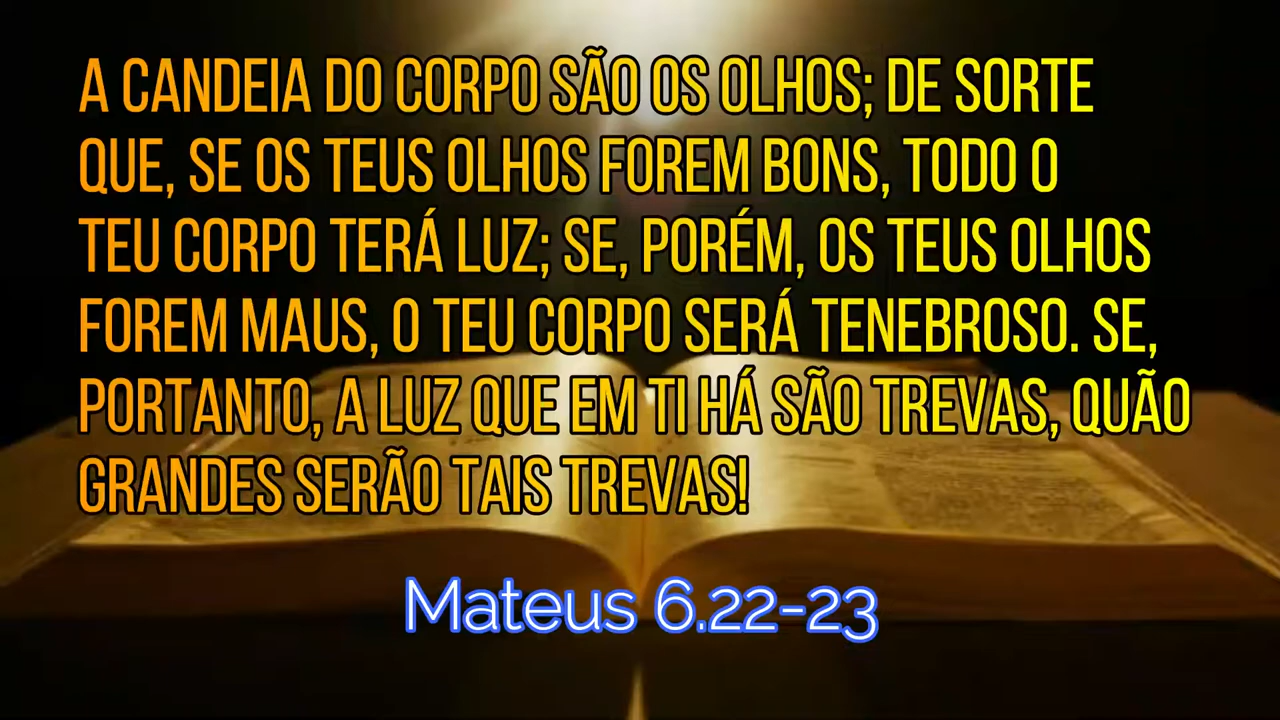 A CANDEIA DO CORPO SÃO OS OLHOS; DE SORTE
QUE, SE OS TEUS OLHOS FOREM BONS, TODO O
TEU CORPO TERÁ LUZ; SE, PORÉM, OS TEUS OLHOS
FOREM MAUS, O TEU CORPO SERÁ TENEBROSO. SE,
PORTANTO, A LUZ QUE EM TI HÁ SÃO TREVAS, QUÃO
GRANDES SERÃO TAIS TREVAS!
Mateus 6.22-23